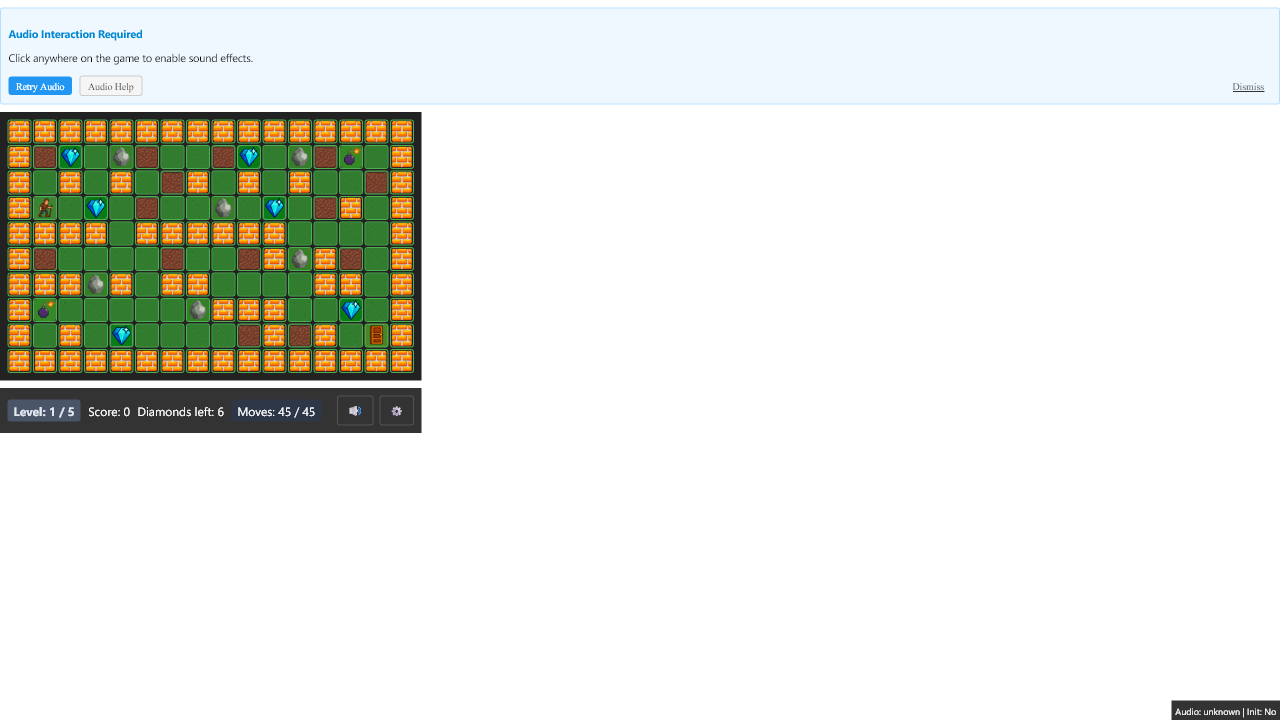 Audio Interaction Required
Click anywhere on the game to enable sound effects.
Retry Audio Audio Help Dismiss
Level: 1 / 5 Score: 0 Diamonds left: 6 Moves: 45 / 45
Audio: unknown | Init: No